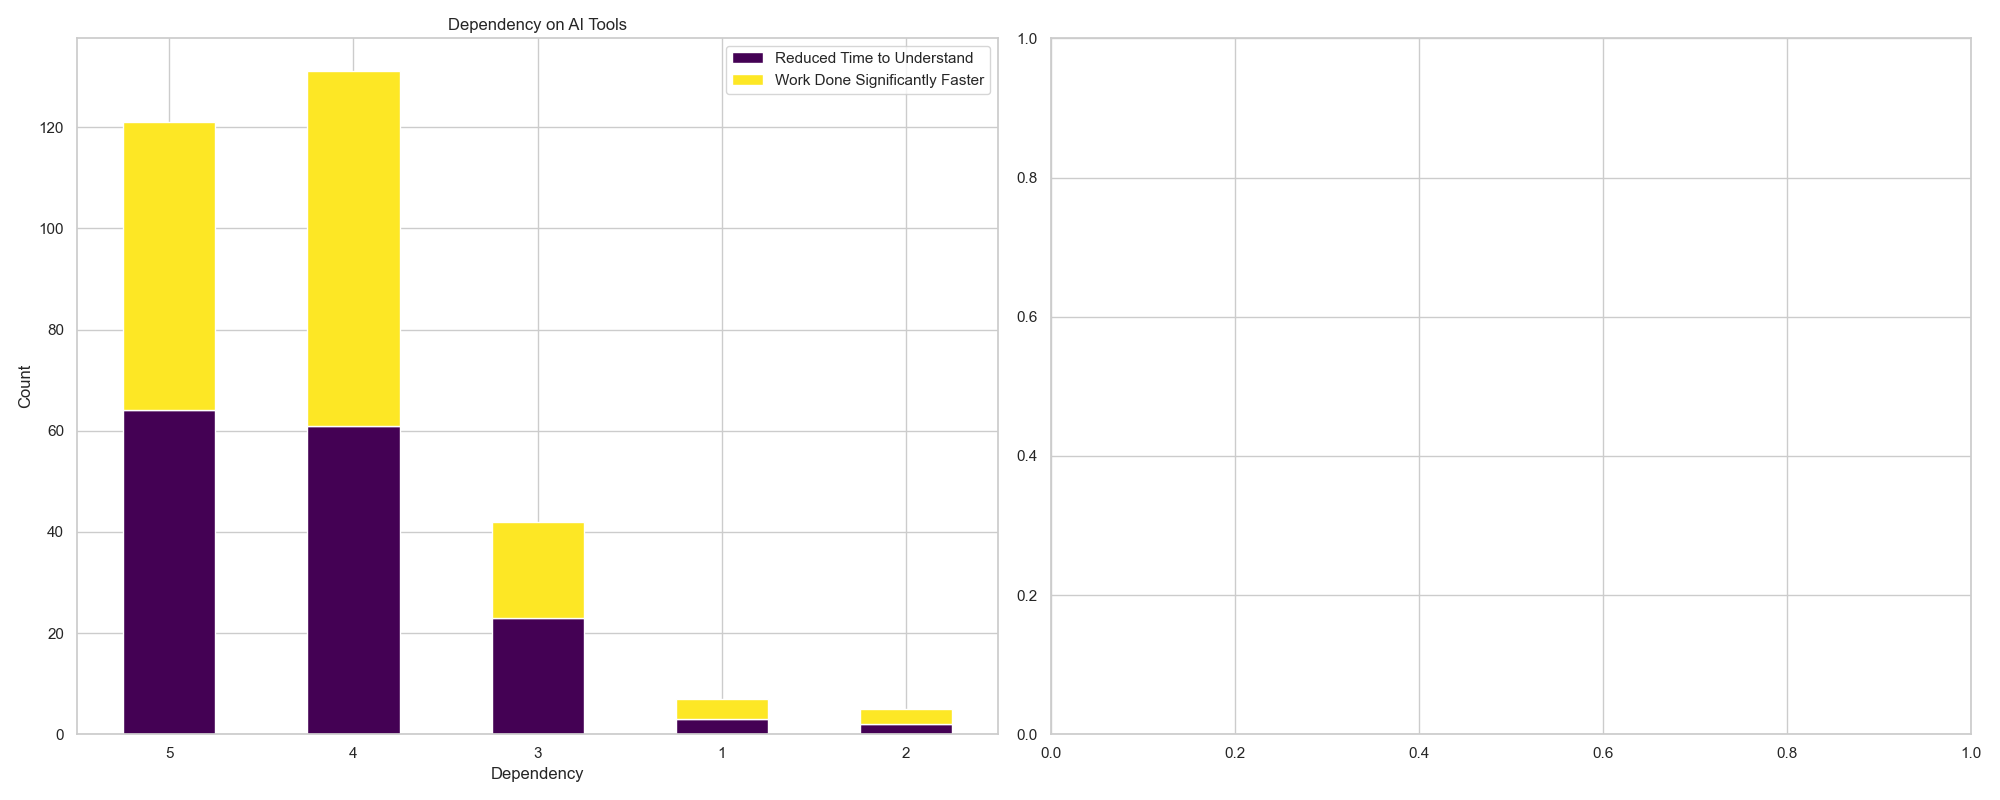 Dependency on AI Tools
Reduced Time to Understand
Work Done Significantly Faster
120
100
80
60
40
20
0
Count
5 4 3 1 2
Dependency
1.0
0.8
0.6
0.4
0.2
0.0
0.0 0.2 0.4 0.6 0.8 1.0